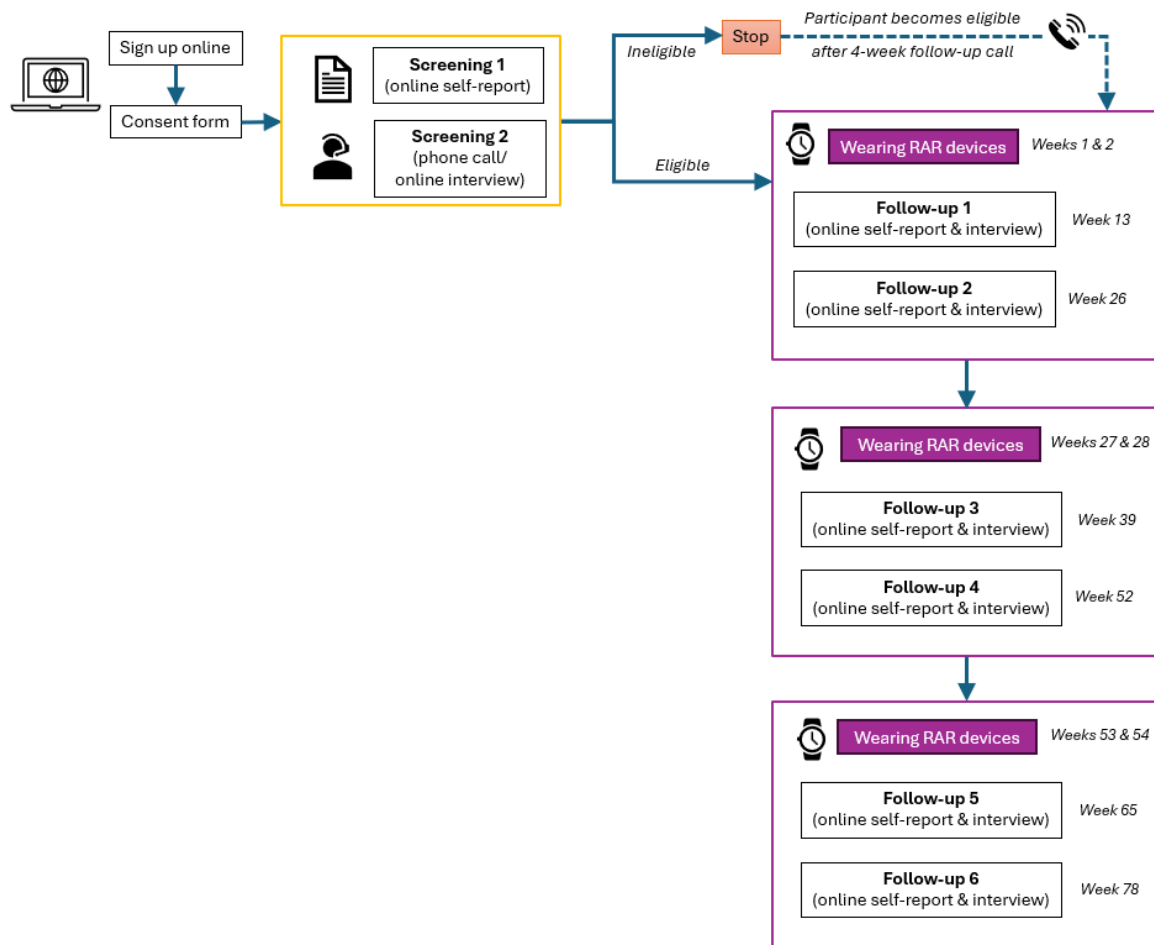 Sign up online
Consent form
Screening 1
(online self-report)
Screening 2
(phone call/
online interview)
Ineligible
Eligible
Stop
Participant becomes eligible
after 4-week follow-up call
Wearing RAR devices
Weeks 1 & 2
Follow-up 1
(online self-report & interview)
Week 13
Follow-up 2
(online self-report & interview)
Week 26
Wearing RAR devices
Weeks 27 & 28
Follow-up 3
(online self-report & interview)
Week 39
Follow-up 4
(online self-report & interview)
Week 52
Wearing RAR devices
Weeks 53 & 54
Follow-up 5
(online self-report & interview)
Week 65
Follow-up 6
(online self-report & interview)
Week 78